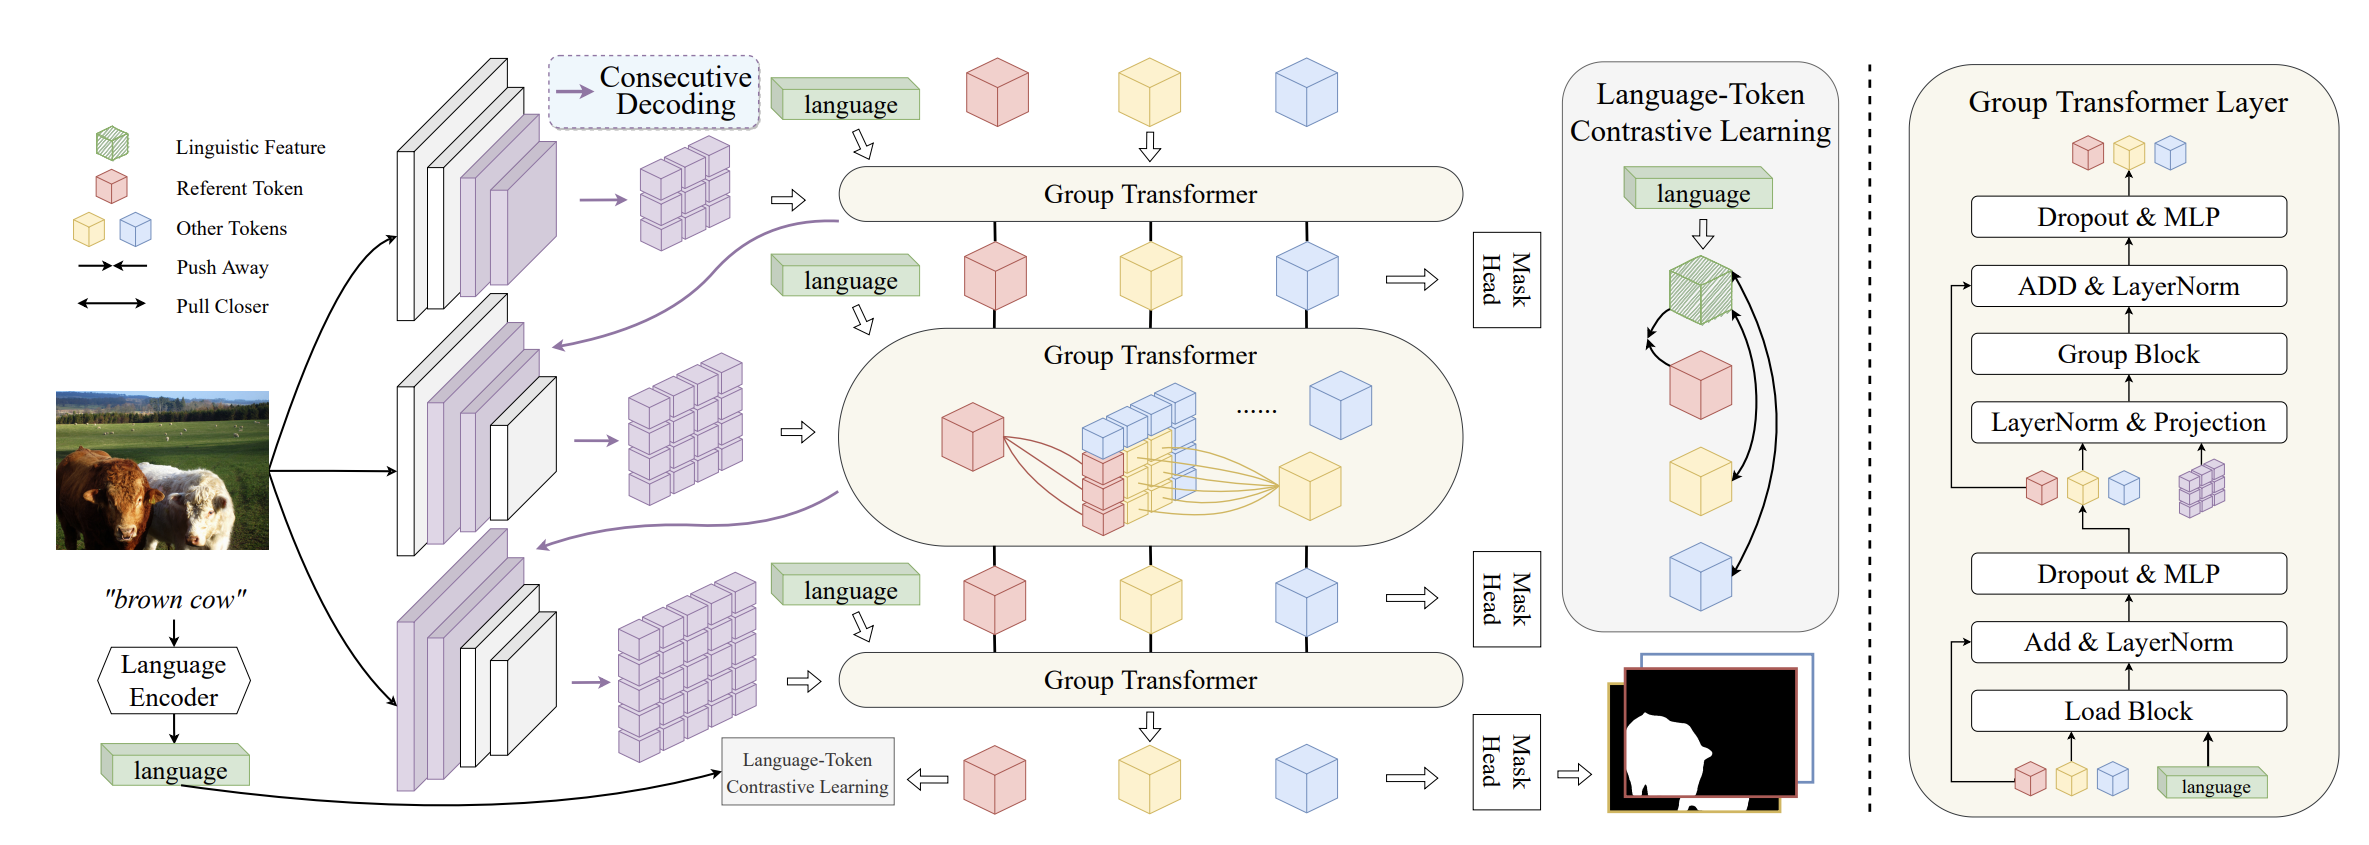 Linguistic Feature
Referent Token
Other Tokens
Push Away
Pull Closer
"brown cow"
Language
Encoder
language
Consecutive
Decoding
language
Group Transformer
language
Mask
Head
Group Transformer
......
language
Mask
Head
Group Transformer
Language-Token
Contrastive Learning
Mask
Head
Language-Token
Contrastive Learning
language
Group Transformer Layer
Dropout & MLP
ADD & LayerNorm
Group Block
LayerNorm & Projection
Dropout & MLP
Add & LayerNorm
Load Block
language